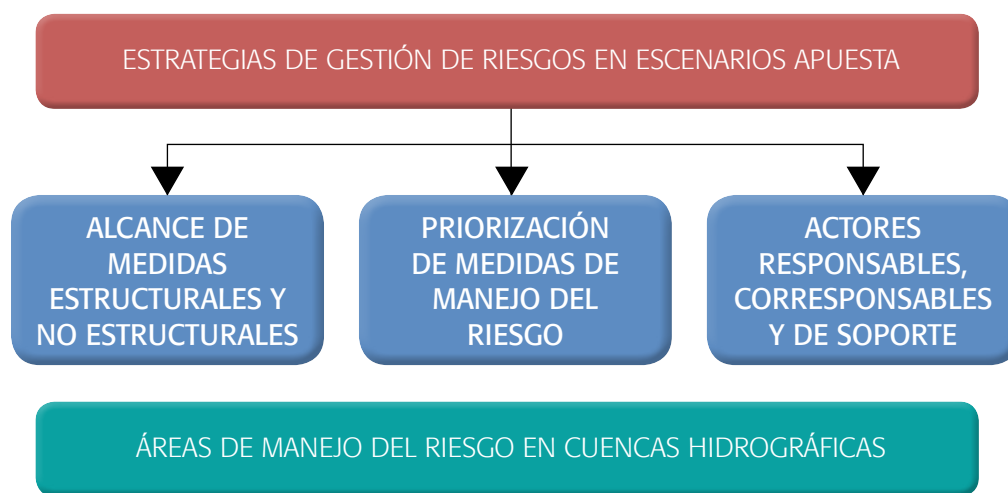 ESTRATEGIAS DE GESTIÓN DE RIESGOS EN ESCENARIOS APUESTA
ALCANCE DE
MEDIDAS
ESTRUCTURALES Y
NO ESTRUCTURALES
PRIORIZACIÓN
DE MEDIDAS DE
MANEJO DEL
RIESGO
ACTORES
RESPONSABLES,
CORRESPONSABLES
Y DE SOPORTE
ÁREAS DE MANEJO DEL RIESGO EN CUENCAS HIDROGRÁFICAS